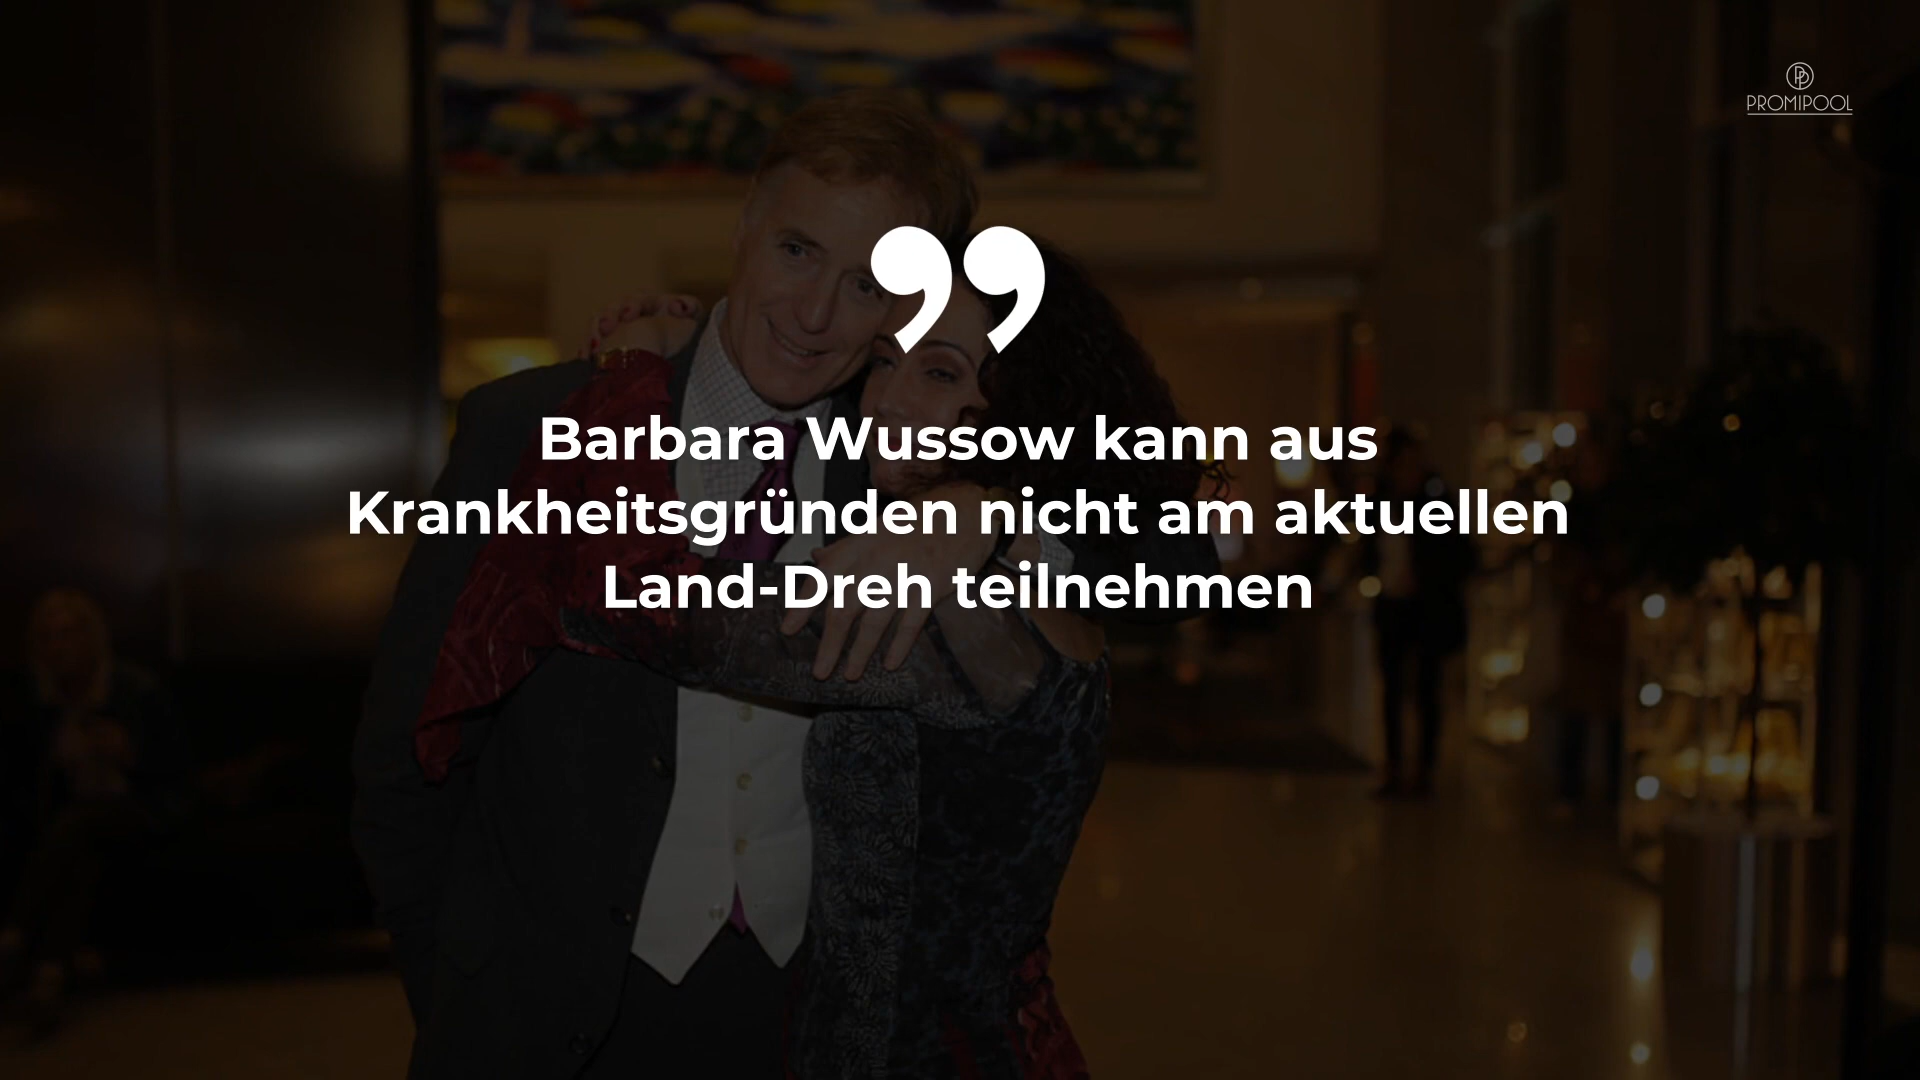 PROMIPOOL
Barbara Wussow kann aus
Krankheitsgründen nicht am aktuellen
Land-Dreh teilnehmen